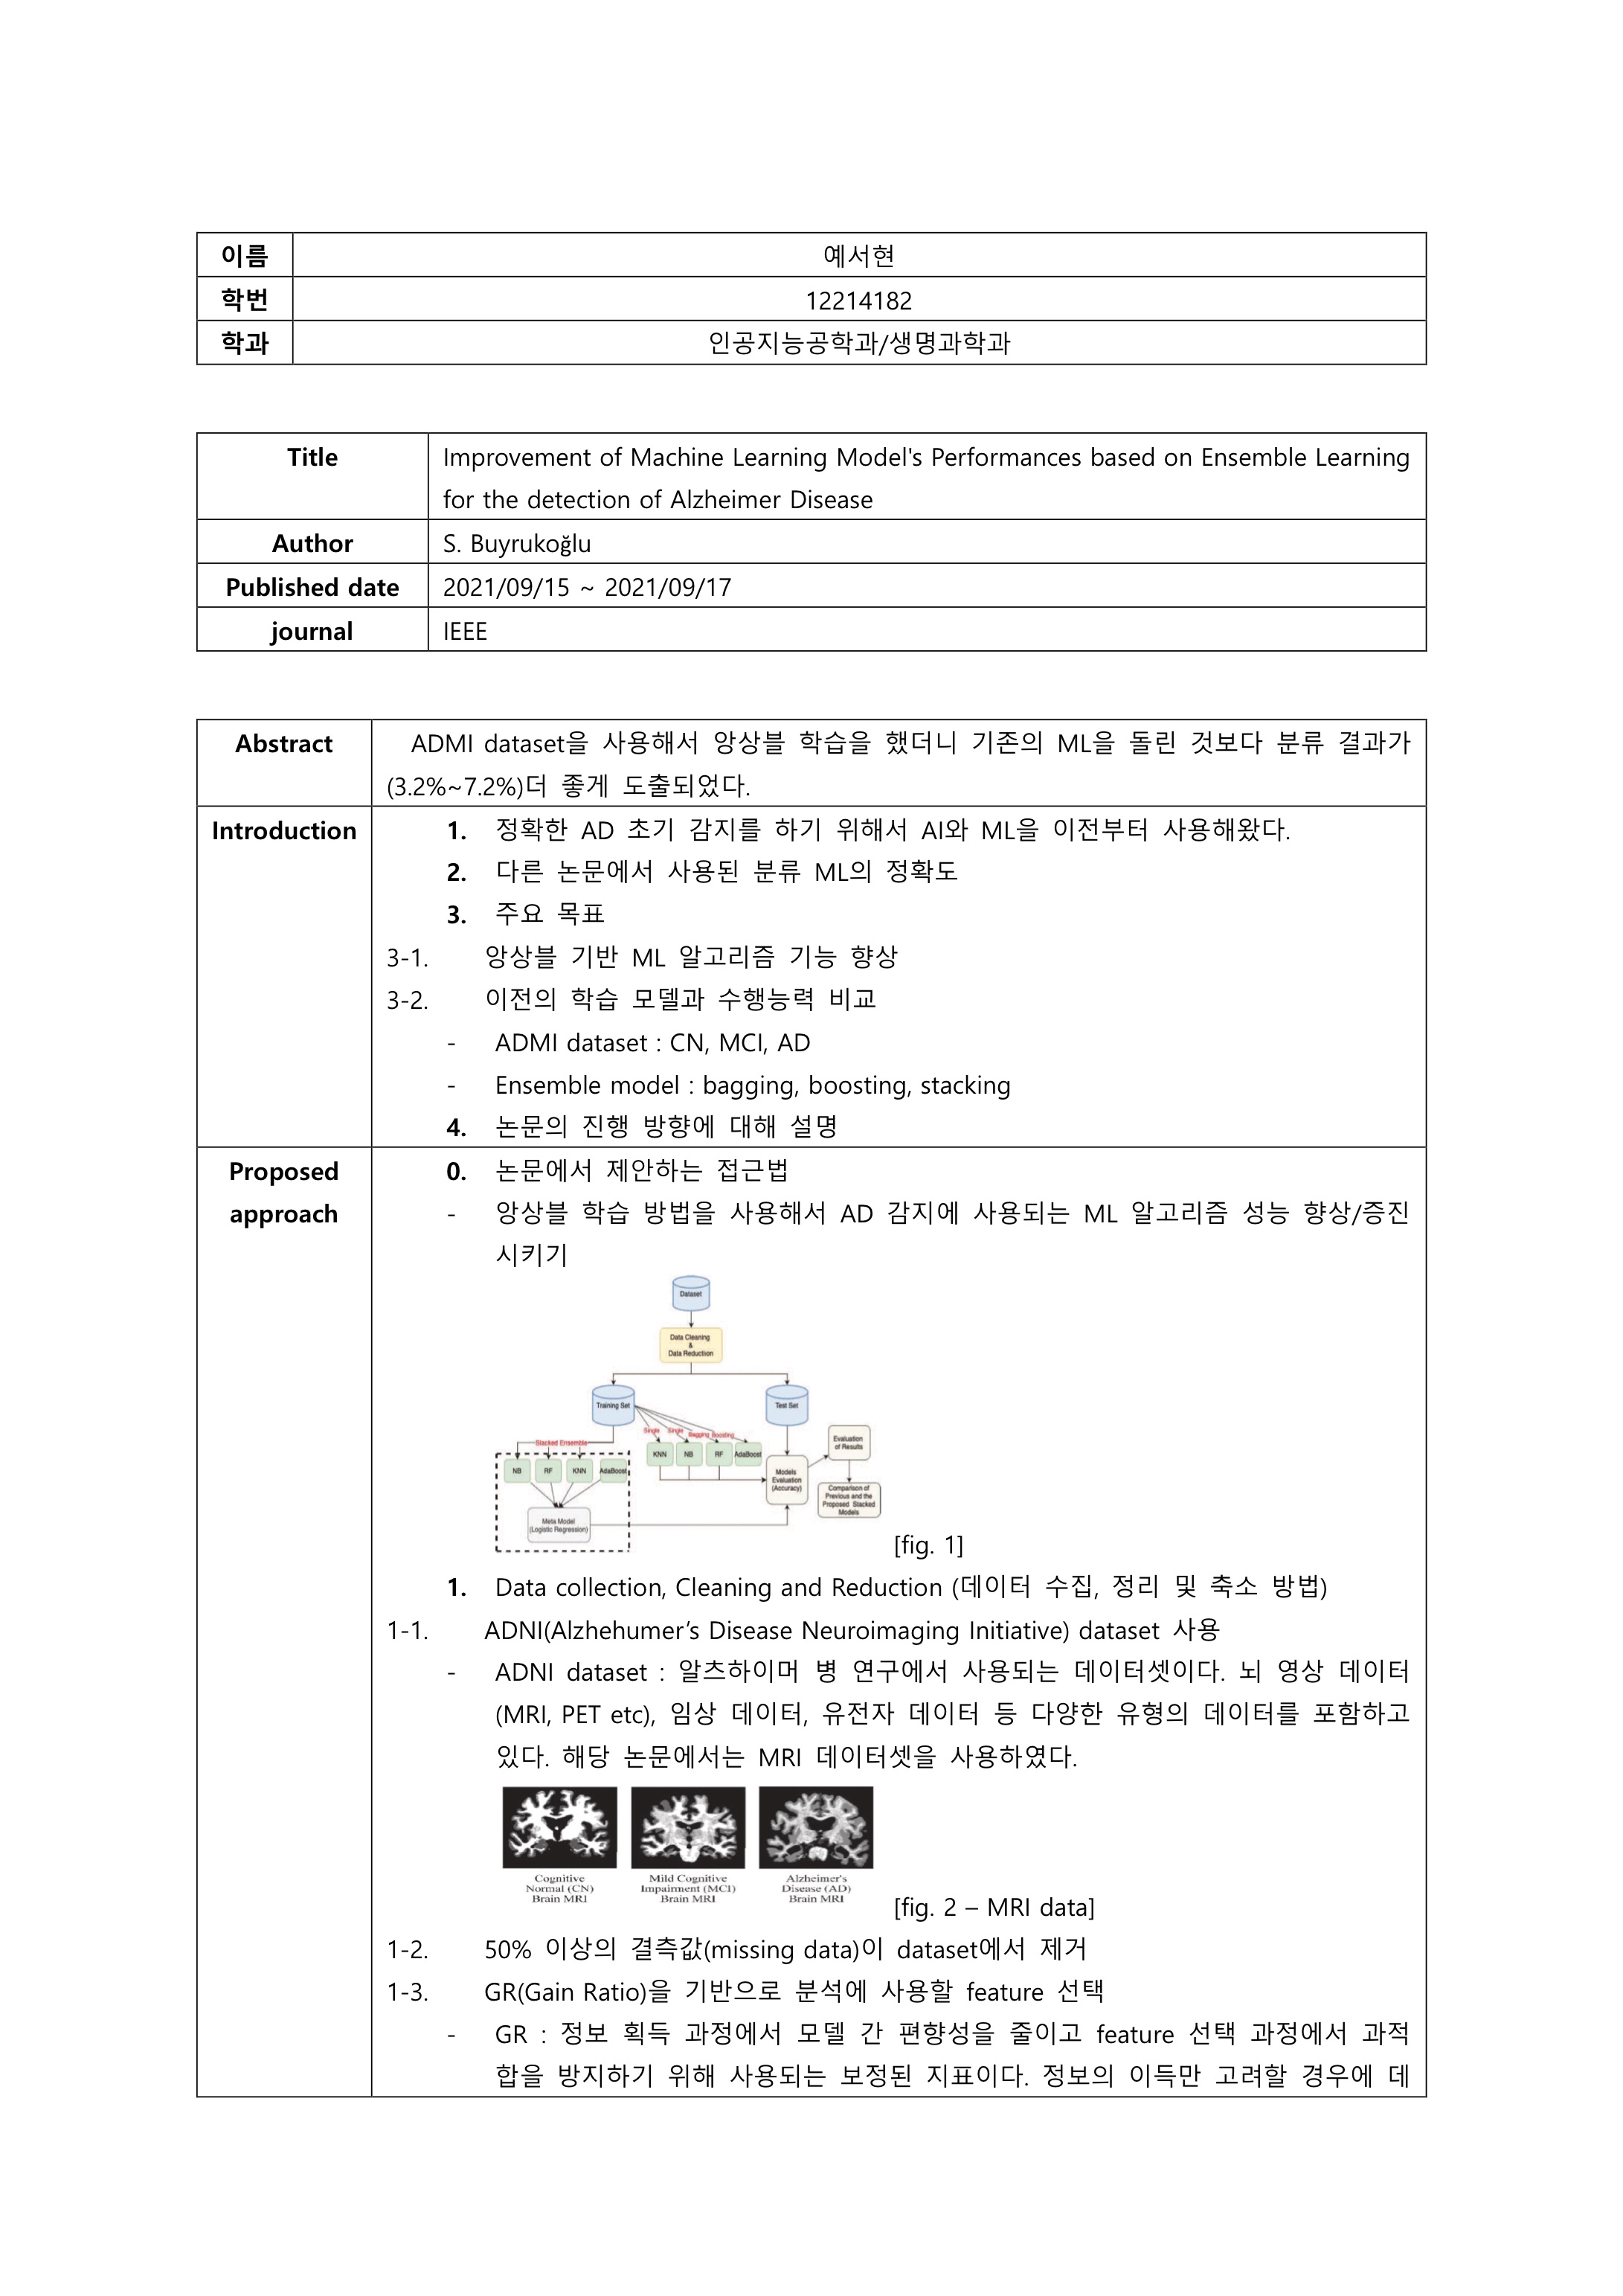 이름 예서현
학번 12214182
학과 인공지능공학과/생명과학과
Title Improvement of Machine Learning Model's Performances based on Ensemble Learning
for the detection of Alzheimer Disease
Author S. Buyrukoğlu
Published date 2021/09/15 ~ 2021/09/17
journal IEEE
Abstract ADMI dataset을 사용해서 앙상블 학습을 했더니 기존의 ML을 돌린 것보다 분류 결과가
(3.2%~7.2%)더 좋게 도출되었다.
Introduction 1. 정확한 AD 초기 감지를 하기 위해서 AI와 ML을 이전부터 사용해왔다.
2. 다른 논문에서 사용된 분류 ML의 정확도
3. 주요 목표
3-1. 앙상블 기반 ML 알고리즘 기능 향상
3-2. 이전의 학습 모델과 수행능력 비교
- ADMI dataset : CN, MCI, AD
- Ensemble model : bagging, boosting, stacking
4. 논문의 진행 방향에 대해 설명
Proposed approach 0. 논문에서 제안하는 접근법
- 앙상블 학습 방법을 사용해서 AD 감지에 사용되는 ML 알고리즘 성능 향상/증진
시키기
Dataset
Data Cleaning
&
Data Reduction
Training Set Test Set
Single Single Bagging Boosting
Stacked Ensemble
KNN NB RF AdaBoost
Evaluation
of Results
NB RF KNN AdaBoost
Models
Evaluation
(Accuracy)
Comparison of
Previous and the
Proposed Stacked
Models
Meta Model
(Logistic Regression)
[fig. 1]
1. Data collection, Cleaning and Reduction (데이터 수집, 정리 및 축소 방법)
1-1. ADNI(Alzhehumer’s Disease Neuroimaging Initiative) dataset 사용
- ADNI dataset : 알츠하이머 병 연구에서 사용되는 데이터셋이다. 뇌 영상 데이터
(MRI, PET etc), 임상 데이터, 유전자 데이터 등 다양한 유형의 데이터를 포함하고
있다. 해당 논문에서는 MRI 데이터셋을 사용하였다.
Cognitive
Normal (CN)
Brain MRI
Mild Cognitive
Impairment (MCI)
Brain MRI
Alzheimer's
Disease (AD)
Brain MRI
[fig. 2 – MRI data]
1-2. 50% 이상의 결측값(missing data)이 dataset에서 제거
1-3. GR(Gain Ratio)을 기반으로 분석에 사용할 feature 선택
- GR : 정보 획득 과정에서 모델 간 편향성을 줄이고 feature 선택 과정에서 과적
합을 방지하기 위해 사용되는 보정된 지표이다. 정보의 이득만 고려할 경우에 데